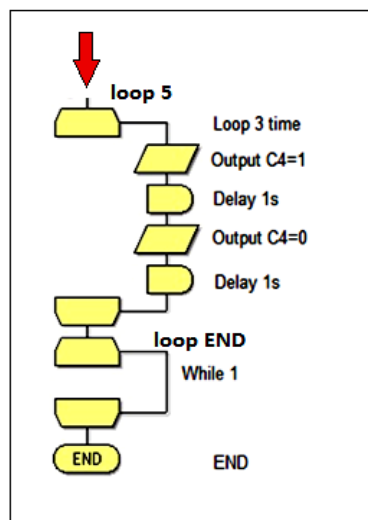 loop 5
Loop 3 time
Output C4=1
Delay 1s
Output C4=0
Delay 1s
loop END
While 1
END
END